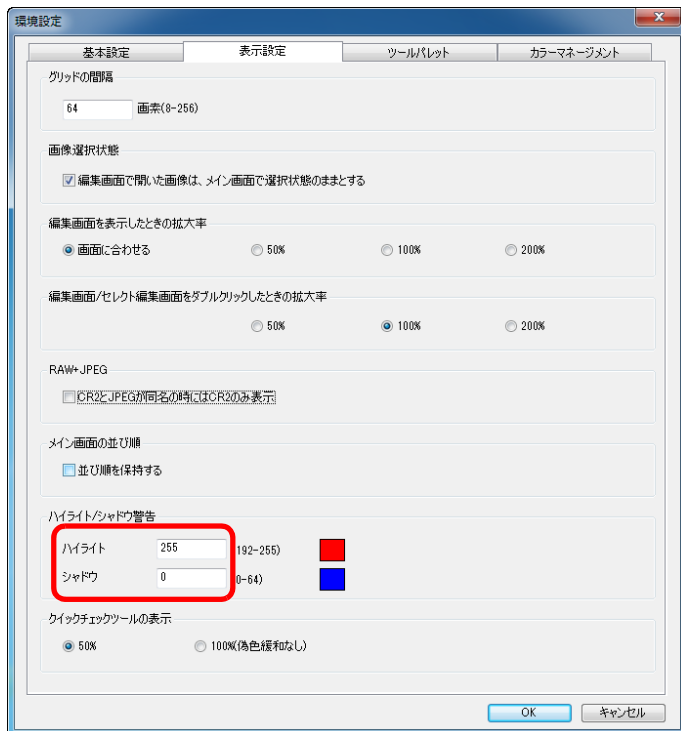 環境設定
基本設定 表示設定 ツールパレット カラーマネージメント
グリッドの間隔
64 画素(8-256)
画像選択状態
編集画面で開いた画像は、メイン画面で選択状態のままとする
編集画面を表示したときの拡大率
画面に合わせる 50% 100% 200%
編集画面/セレクト編集画面をダブルクリックしたときの拡大率
50% 100% 200%
RAW+JPEG
CR2とJPEGが同名の時にはCR2のみ表示
メイン画面の並び順
並び順を保持する
ハイライト/シャドウ警告
ハイライト 255 192-255)
シャドウ 0 0-64)
クイックチェックツールの表示
50% 100%(偽色緩和なし)
OK キャンセル